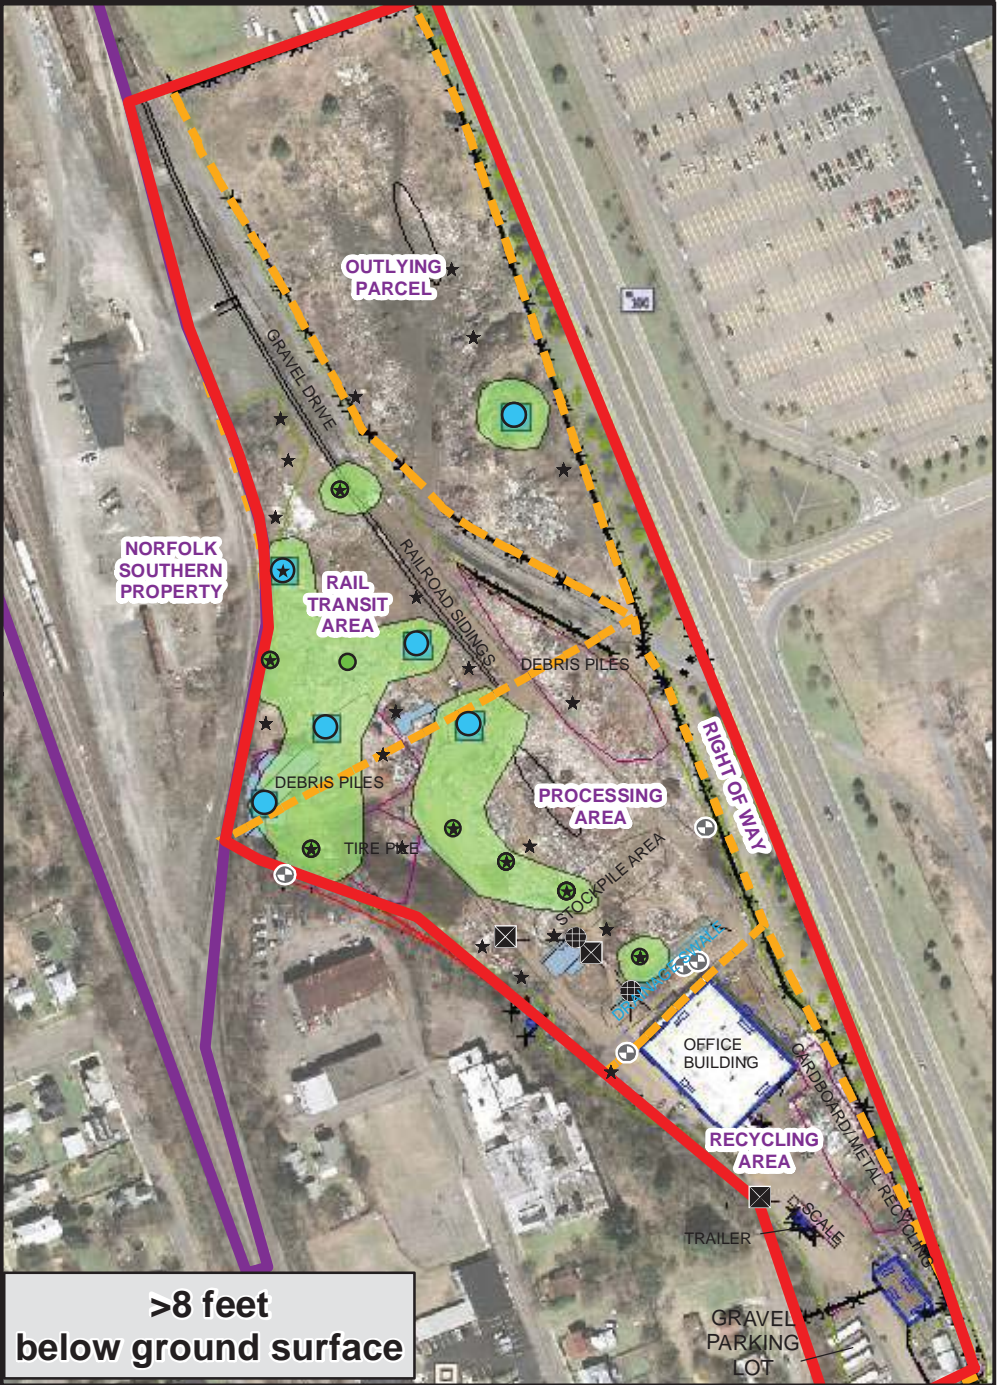 OUTLYING
PARCEL
GRAVEL DRIVE
NORFOLK
SOUTHERN
PROPERTY
RAIL
TRANSIT
AREA
RAILROAD SIDINGS
DEBRIS PILES
RIGHT OF WAY
DEBRIS PILES
PROCESSING
AREA
TIRE PILE
STOCKPILE AREA
DRAINAGE SWALE
OFFICE
BUILDING
CARDBOARD/METAL RECYCLING
RECYCLING
AREA
SCALE
TRAILER
GRAVEL
PARKING
LOT
>8 feet
below ground surface